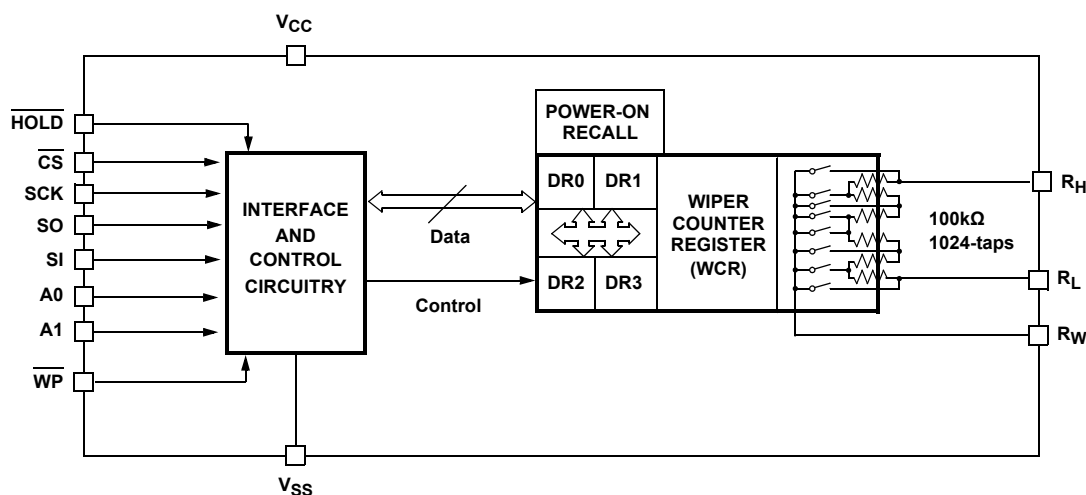 VCC
HOLD
CS
SCK
SO
SI
A0
A1
WP
INTERFACE
AND
CONTROL
CIRCUITRY
Data
Control
POWER-ON
RECALL
DR0 DR1
DR2 DR3
WIPER
COUNTER
REGISTER
(WCR)
100kΩ
1024-taps
RH
RL
RW
VSS